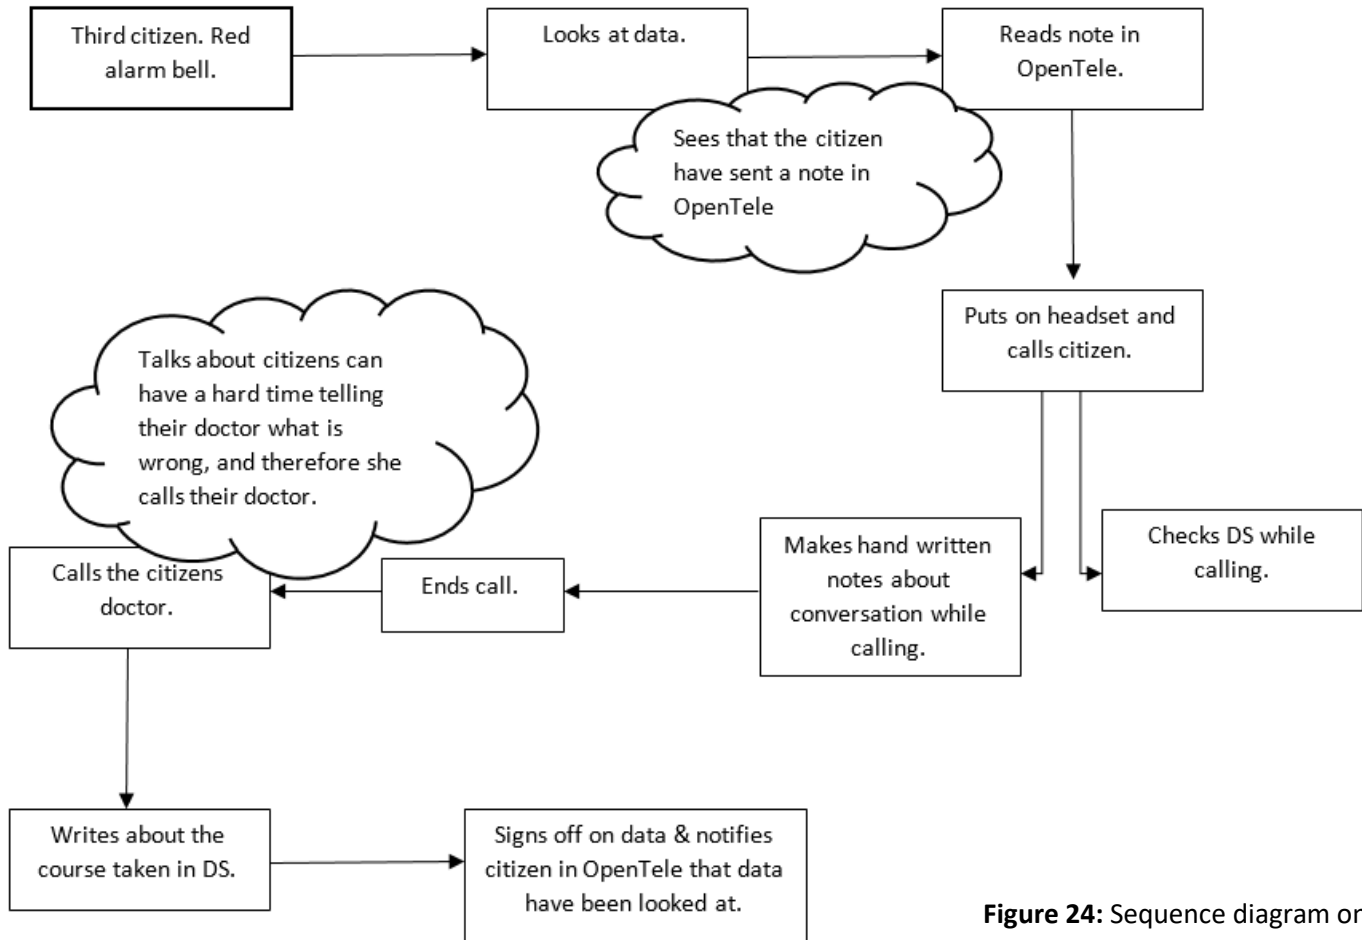 Third citizen. Red
alarm bell.
Looks at data.
Reads note in
OpenTele.
Sees that the citizen
have sent a note in
OpenTele
Puts on headset and
calls citizen.
Talks about citizens can
have a hard time telling
their doctor what is
wrong, and therefore she
calls their doctor.
Checks DS while
calling.
Makes hand written
notes about
conversation while
calling.
Ends call.
Calls the citizens
doctor.
Writes about the
course taken in DS.
Signs off on data & notifies
citizen in OpenTele that data
have been looked at.
Figure 24: Sequence diagram or